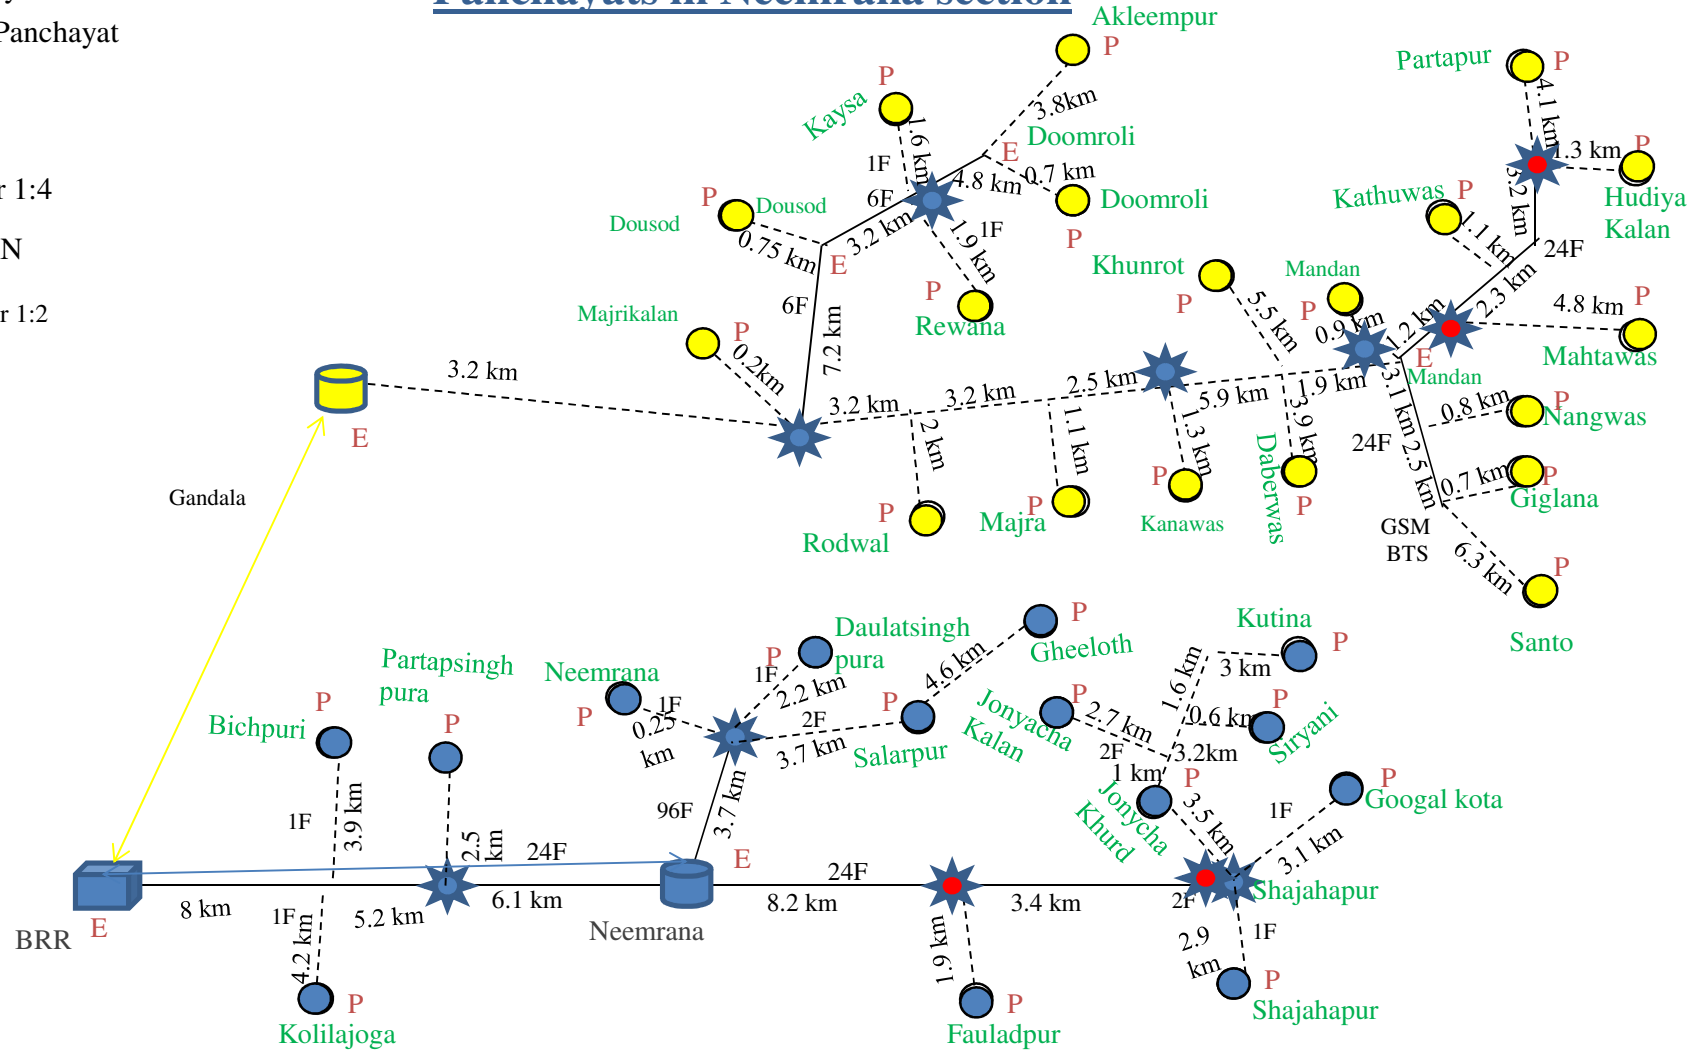 Panchayats in Neemrana section
Panchayat
r 1:4
N
r 1:2
Akleempur
P
Kaysa
P
1.6 km
1F
3.8km
Doomroli
E
4.8 km
0.7 km
Doomroli
P
6F
3.2 km
1F
1.9 km
P
Rewana
P
Dousod
Dousod
0.75 km
E
6F
7.2 km
Majrikalan
P
0.2km
Partapur
P
4.1 km
1.3 km
P
Hudiya
Kalan
3.2 km
Kathuwas
P
1.1 km
24F
2.3 km
4.8 km
P
Mahtawas
Khunrot
P
5.5 km
Mandan
P
0.9 km
1.2 km
E
Mandan
3.2 km
E
Gandala
3.2 km
3.2 km
2.5 km
5.9 km
1.9 km
2 km
P
Rodwal
1.1 km
P
Majra
1.3 km
P
Kanawas
3.9 km
Daberwas
P
3.1 km
24F
2.5 km
0.8 km
P
Nangwas
0.7 km
P
Giglana
GSM
BTS
6.3 km
P
Santo
Bichpuri
P
Partapsingh
pura
P
Neemrana
P
1F
0.25
km
Daulatsingh
pura
P
1F
2.2 km
2F
3.7 km
P
Salarpur
4.6 km
P
Gheeloth
Jonyacha
Kalan
P
2.7 km
2F
1 km
1.6 km
Kutina
P
3 km
0.6 km
P
Siryani
3.2km
P
Jonycha
Khurd
3.5 km
1F
P
Googal kota
3.1 km
1F
3.9 km
2.5
km
96F
3.7 km
E
24F
24F
BRR
E
8 km
1F
4.2 km
5.2 km
6.1 km
Neemrana
8.2 km
3.4 km
2F
Shajahapur
P
Kolilajoga
1.9 km
P
Fauladpur
2.9
km
1F
P
Shajahapur